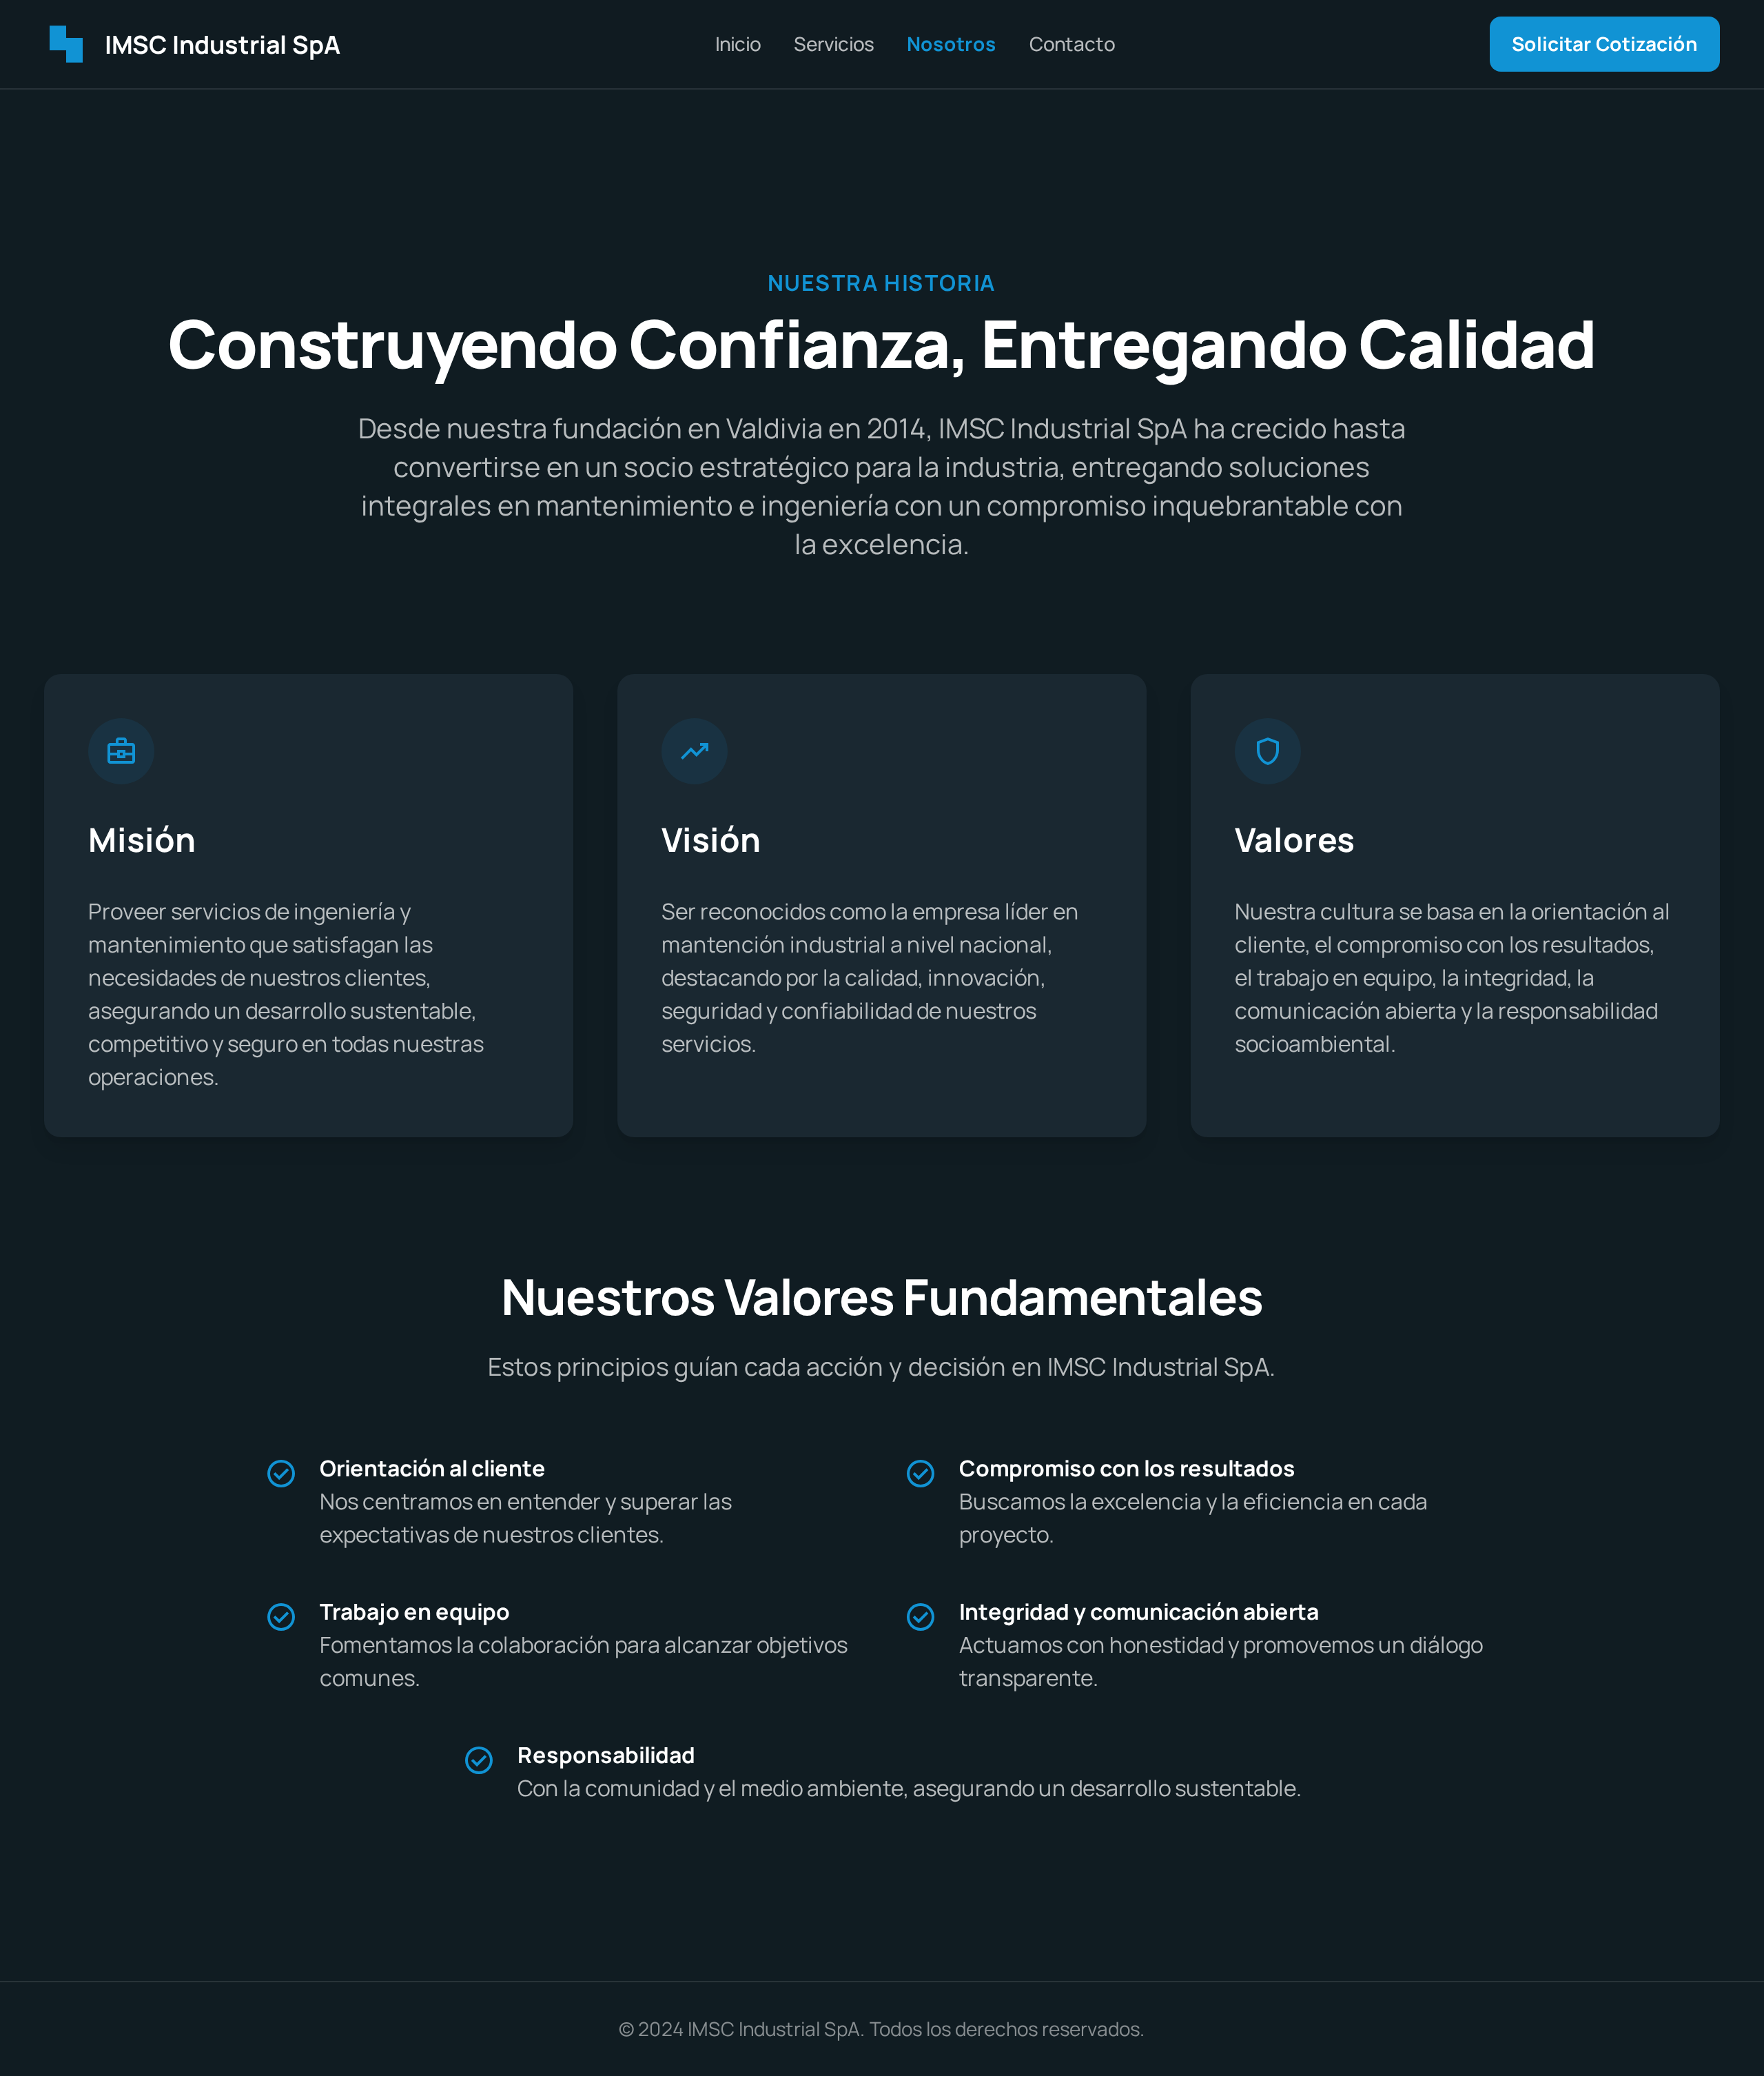 IMSC Industrial SpA
Inicio
Servicios
Nosotros
Contacto
Solicitar Cotización
NUESTRA HISTORIA
Construyendo Confianza, Entregando Calidad
Desde nuestra fundación en Valdivia en 2014, IMSC Industrial SpA ha crecido hasta
convertirse en un socio estratégico para la industria, entregando soluciones
integrales en mantenimiento e ingeniería con un compromiso inquebrantable con
la excelencia.
Misión
Proveer servicios de ingeniería y
mantenimiento que satisfagan las
necesidades de nuestros clientes,
asegurando un desarrollo sustentable,
competitivo y seguro en todas nuestras
operaciones.
Visión
Ser reconocidos como la empresa líder en
mantención industrial a nivel nacional,
destacando por la calidad, innovación,
seguridad y confiabilidad de nuestros
servicios.
Valores
Nuestra cultura se basa en la orientación al
cliente, el compromiso con los resultados,
el trabajo en equipo, la integridad, la
comunicación abierta y la responsabilidad
socioambiental.
Nuestros Valores Fundamentales
Estos principios guían cada acción y decisión en IMSC Industrial SpA.
Orientación al cliente
Nos centramos en entender y superar las
expectativas de nuestros clientes.
Compromiso con los resultados
Buscamos la excelencia y la eficiencia en cada
proyecto.
Trabajo en equipo
Fomentamos la colaboración para alcanzar objetivos
comunes.
Integridad y comunicación abierta
Actuamos con honestidad y promovemos un diálogo
transparente.
Responsabilidad
Con la comunidad y el medio ambiente, asegurando un desarrollo sustentable.
© 2024 IMSC Industrial SpA. Todos los derechos reservados.